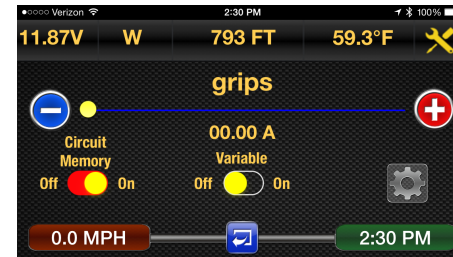 Verizon 2:30 PM 100%
11.87V W 793 FT 59.3°F
grips
00.00 A
Circuit Memory
Off On
Variable
Off On
0.0 MPH 2:30 PM